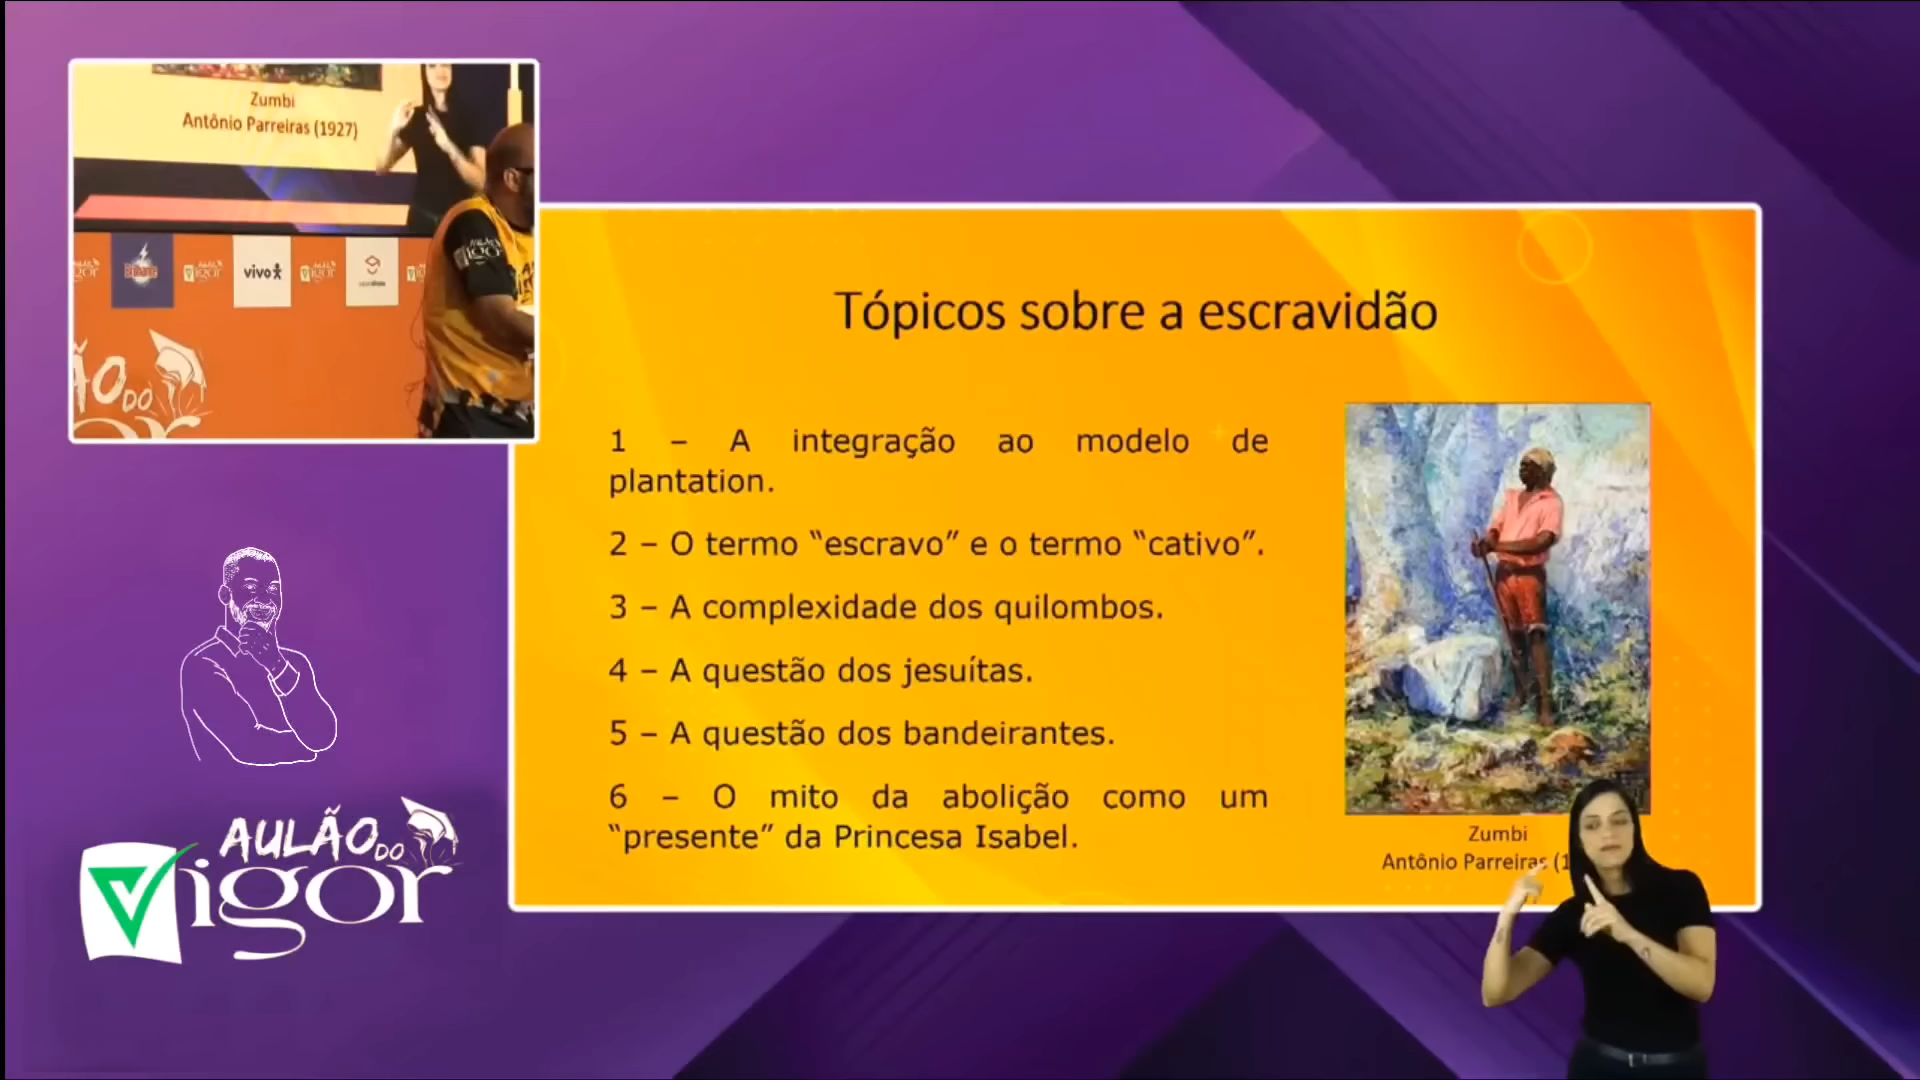 Zumbi
Antônio Parreiras (1927)
vivo
AULÃO DO
Vigor
Tópicos sobre a escravidão
1 – A integração ao modelo de
plantation.
2 – O termo “escravo” e o termo “cativo”.
3 – A complexidade dos quilombos.
4 – A questão dos jesuítas.
5 – A questão dos bandeirantes.
6 – O mito da abolição como um
“presente” da Princesa Isabel.
Zumbi
Antônio Parreiras (1